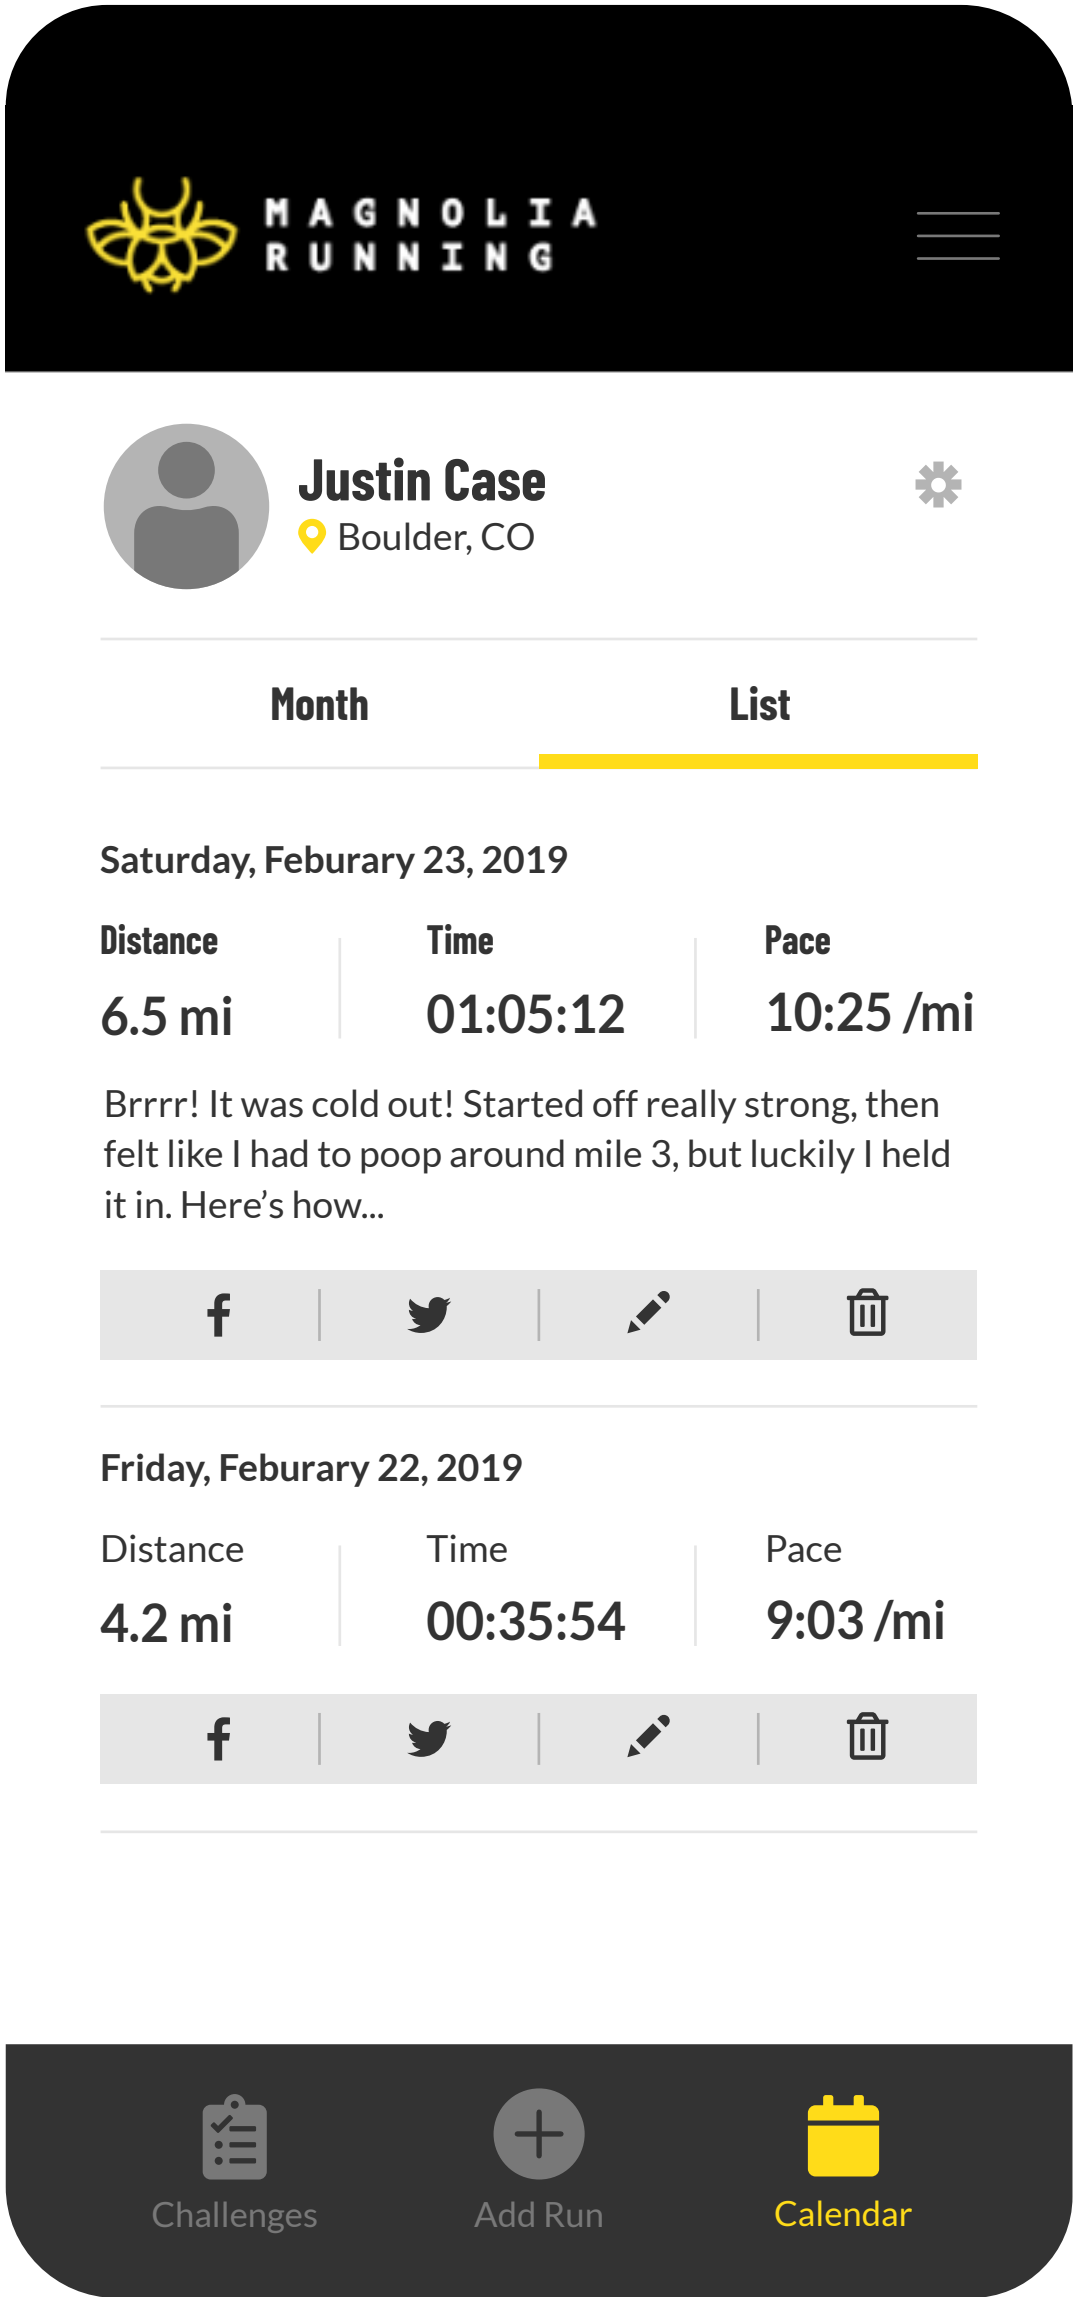 MAGNOLIA
RUNNING
Justin Case
Boulder, CO
Month
List
Saturday, Feburary 23, 2019
Distance
Time
Pace
6.5 mi
01:05:12
10:25 /mi
Brrrr! It was cold out! Started off really strong, then
felt like I had to poop around mile 3, but luckily I held
it in. Here’s how...
Friday, Feburary 22, 2019
Distance
Time
Pace
4.2 mi
00:35:54
9:03 /mi
Challenges
Add Run
Calendar